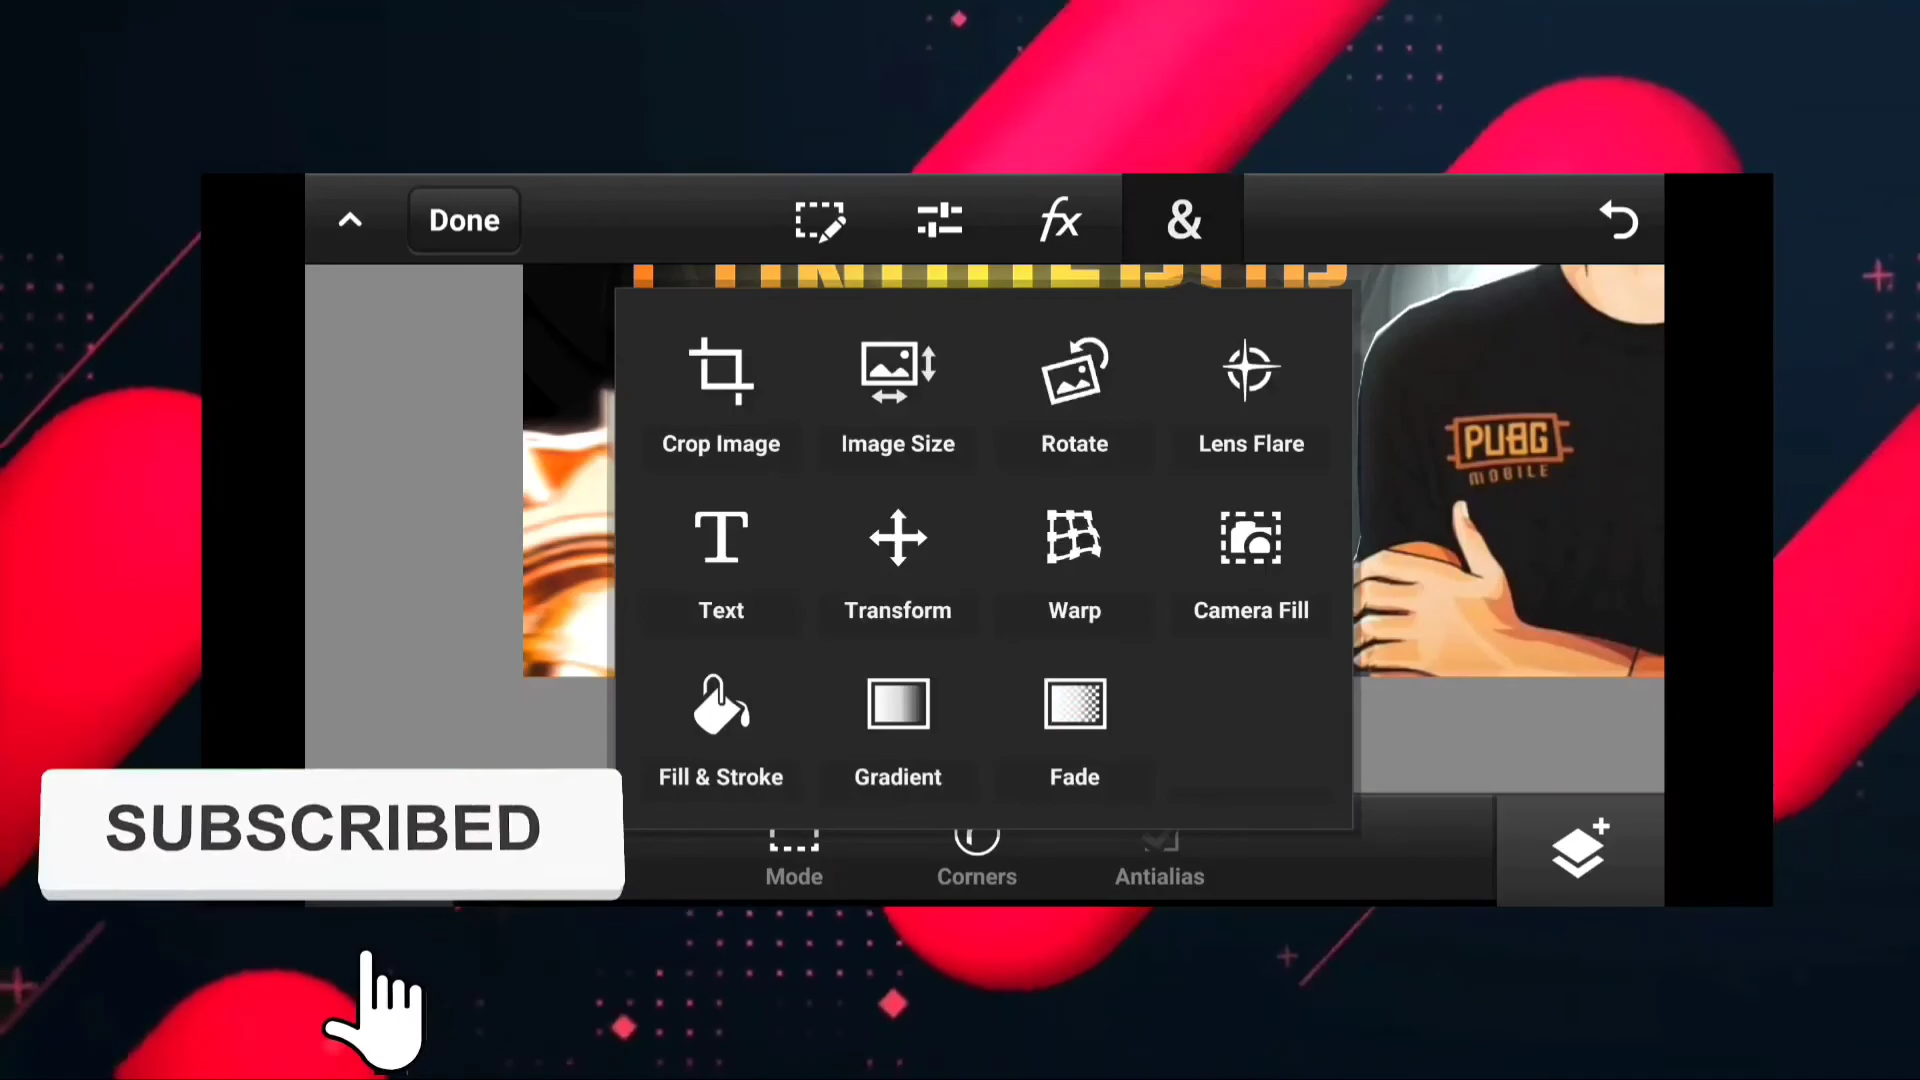 Done
fx
&
PUBG
MOBILE
Crop Image
Image Size
Rotate
Lens Flare
T
Text
Transform
Warp
Camera Fill
Fill & Stroke
Gradient
Fade
SUBSCRIBED
Mode
Corners
Antialias